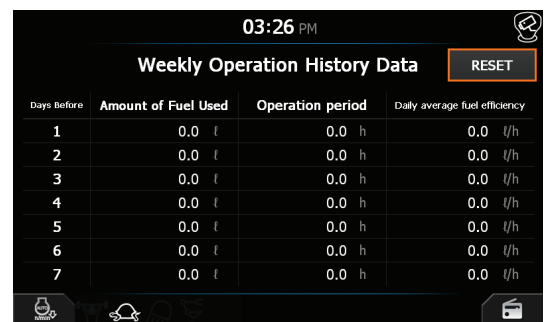 03:26 PM
Weekly Operation History Data RESET
Days Before Amount of Fuel Used Operation period Daily average fuel efficiency
1 0.0 ℓ 0.0 h 0.0 ℓ/h
2 0.0 ℓ 0.0 h 0.0 ℓ/h
3 0.0 ℓ 0.0 h 0.0 ℓ/h
4 0.0 ℓ 0.0 h 0.0 ℓ/h
5 0.0 ℓ 0.0 h 0.0 ℓ/h
6 0.0 ℓ 0.0 h 0.0 ℓ/h
7 0.0 ℓ 0.0 h 0.0 ℓ/h
AUTO
n/min